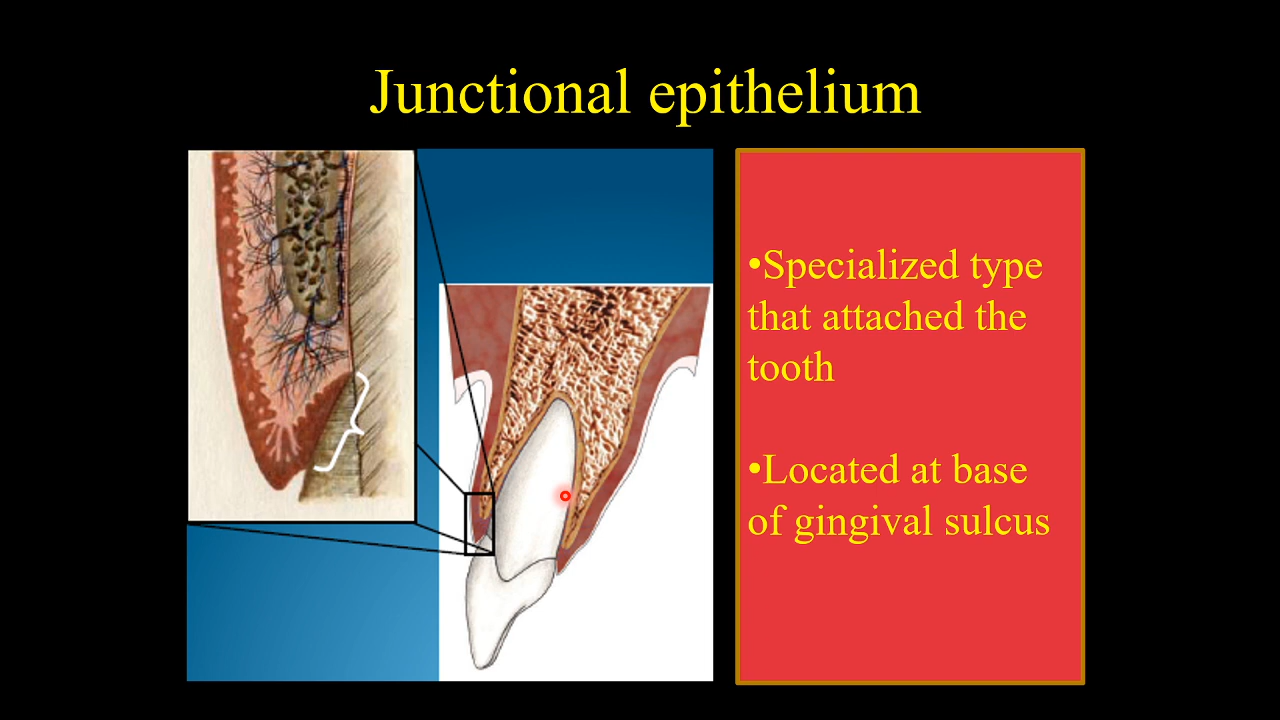 Junctional epithelium
•Specialized type
that attached the
tooth
•Located at base
of gingival sulcus